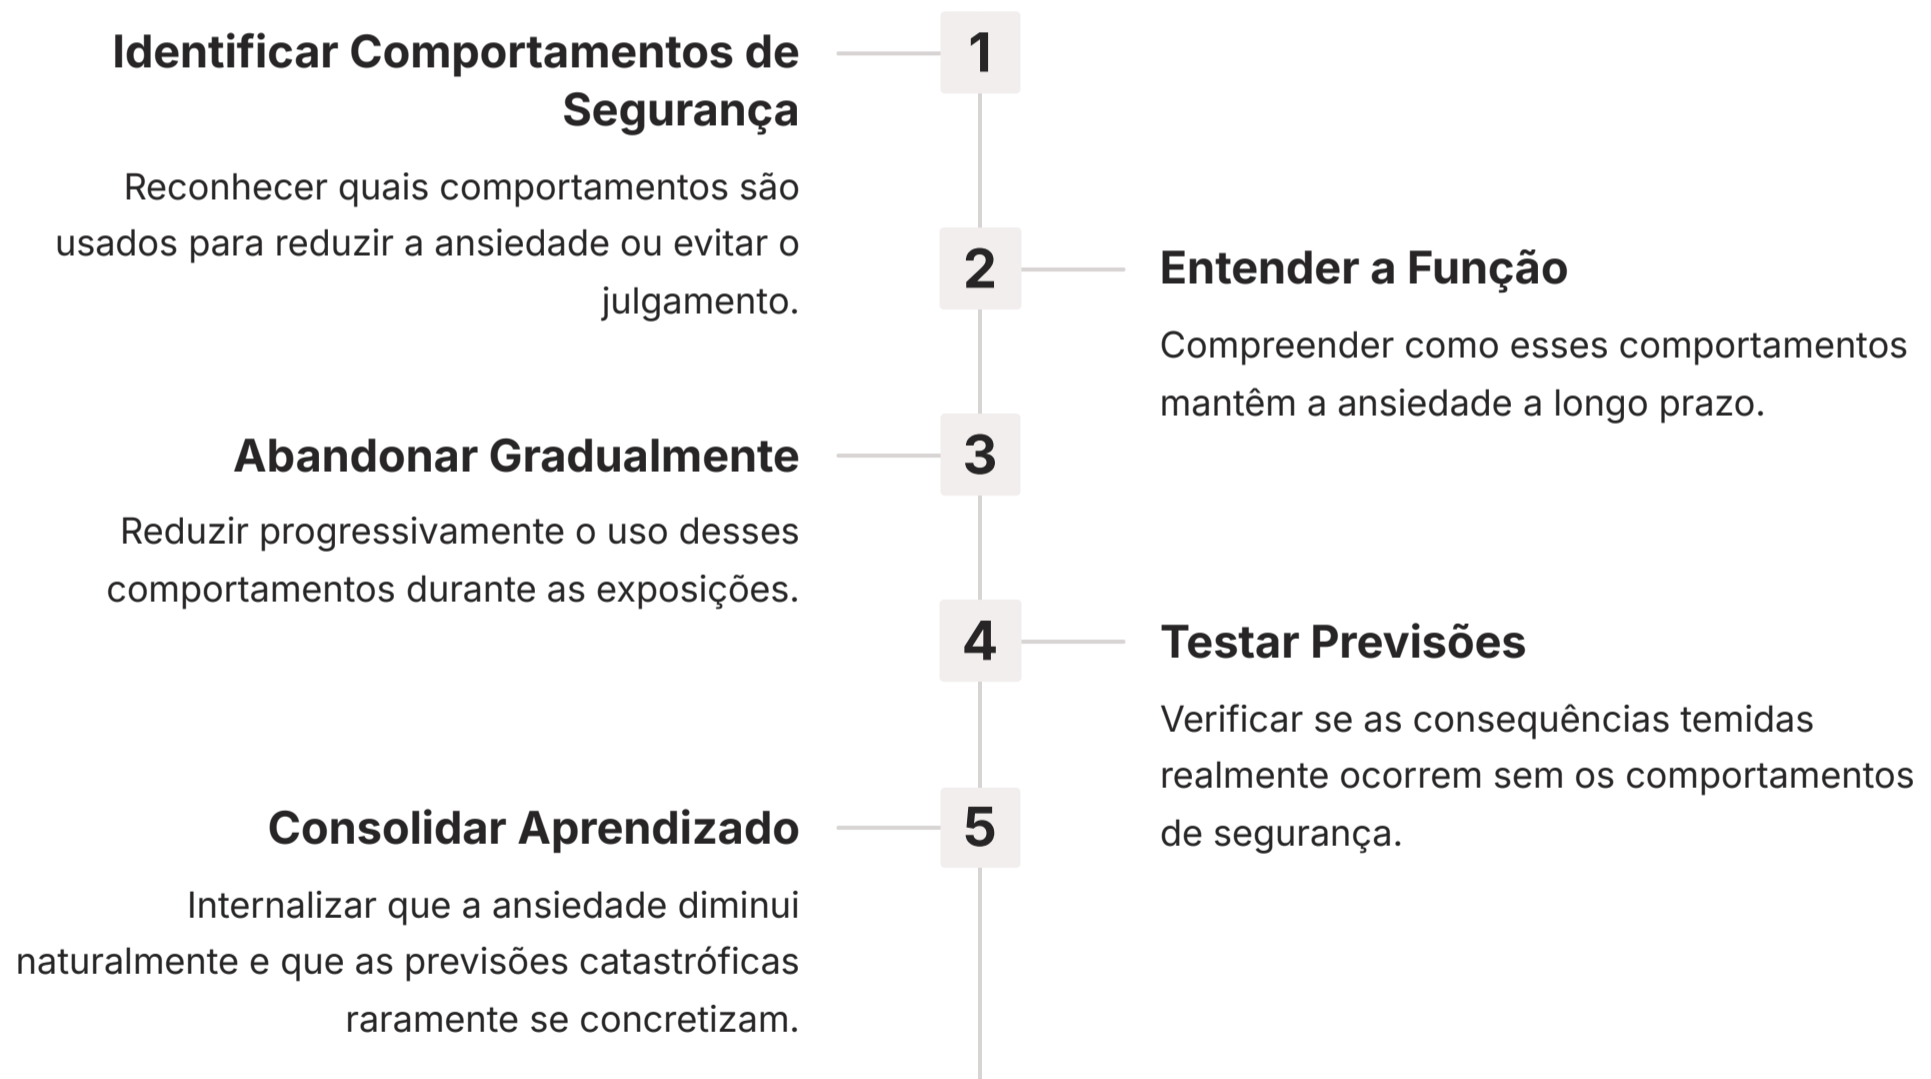 Identificar Comportamentos de
Segurança
Reconhecer quais comportamentos são
usados para reduzir a ansiedade ou evitar o
julgamento.
1
2
Entender a Função
Compreender como esses comportamentos
mantêm a ansiedade a longo prazo.
Abandonar Gradualmente
Reduzir progressivamente o uso desses
comportamentos durante as exposições.
3
4
Testar Previsões
Verificar se as consequências temidas
realmente ocorrem sem os comportamentos
de segurança.
Consolidar Aprendizado
Internalizar que a ansiedade diminui
naturalmente e que as previsões catastróficas
raramente se concretizam.
5